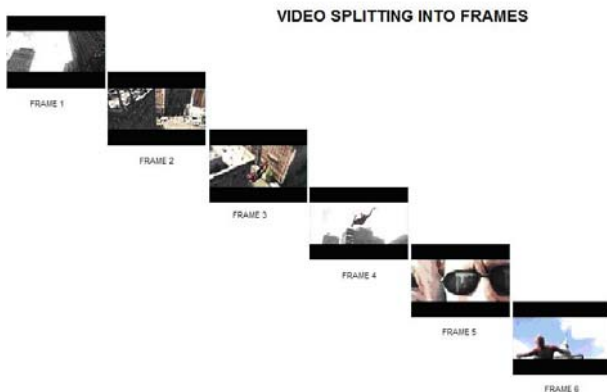 VIDEO SPLITTING INTO FRAMES
FRAME 1
FRAME 2
FRAME 3
FRAME 4
FRAME 5
FRAME 6